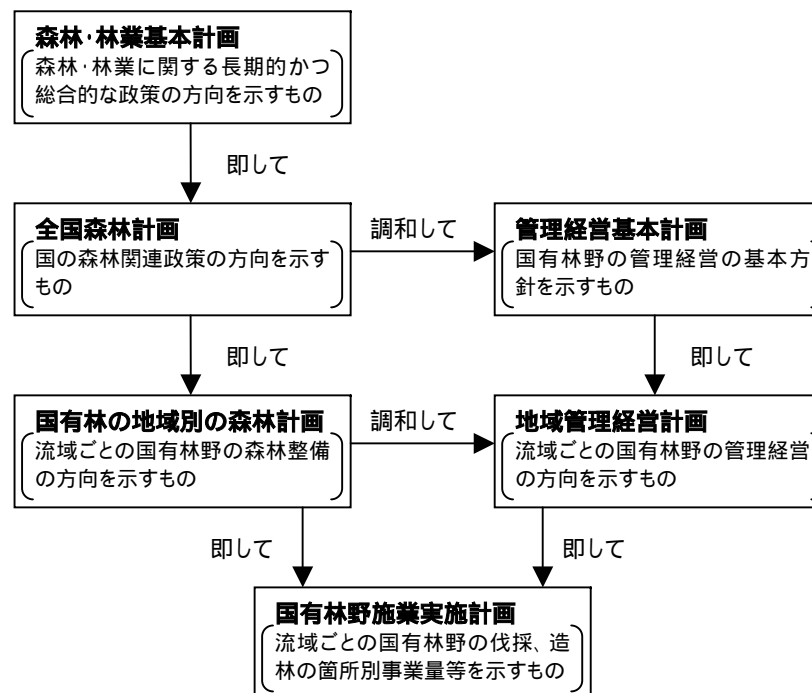 森林・林業基本計画
森林・林業に関する長期的かつ
総合的な政策の方向を示すもの
即して
全国森林計画
国の森林関連政策の方向を示す
もの
調和して
管理経営基本計画
国有林野の管理経営の基本方
針を示すもの
即して
即して
国有林の地域別の森林計画
流域ごとの国有林野の森林整備
の方向を示すもの
調和して
地域管理経営計画
流域ごとの国有林野の管理経営
の方向を示すもの
即して
即して
国有林野施業実施計画
流域ごとの国有林野の伐採、造
林の箇所別事業量等を示すもの